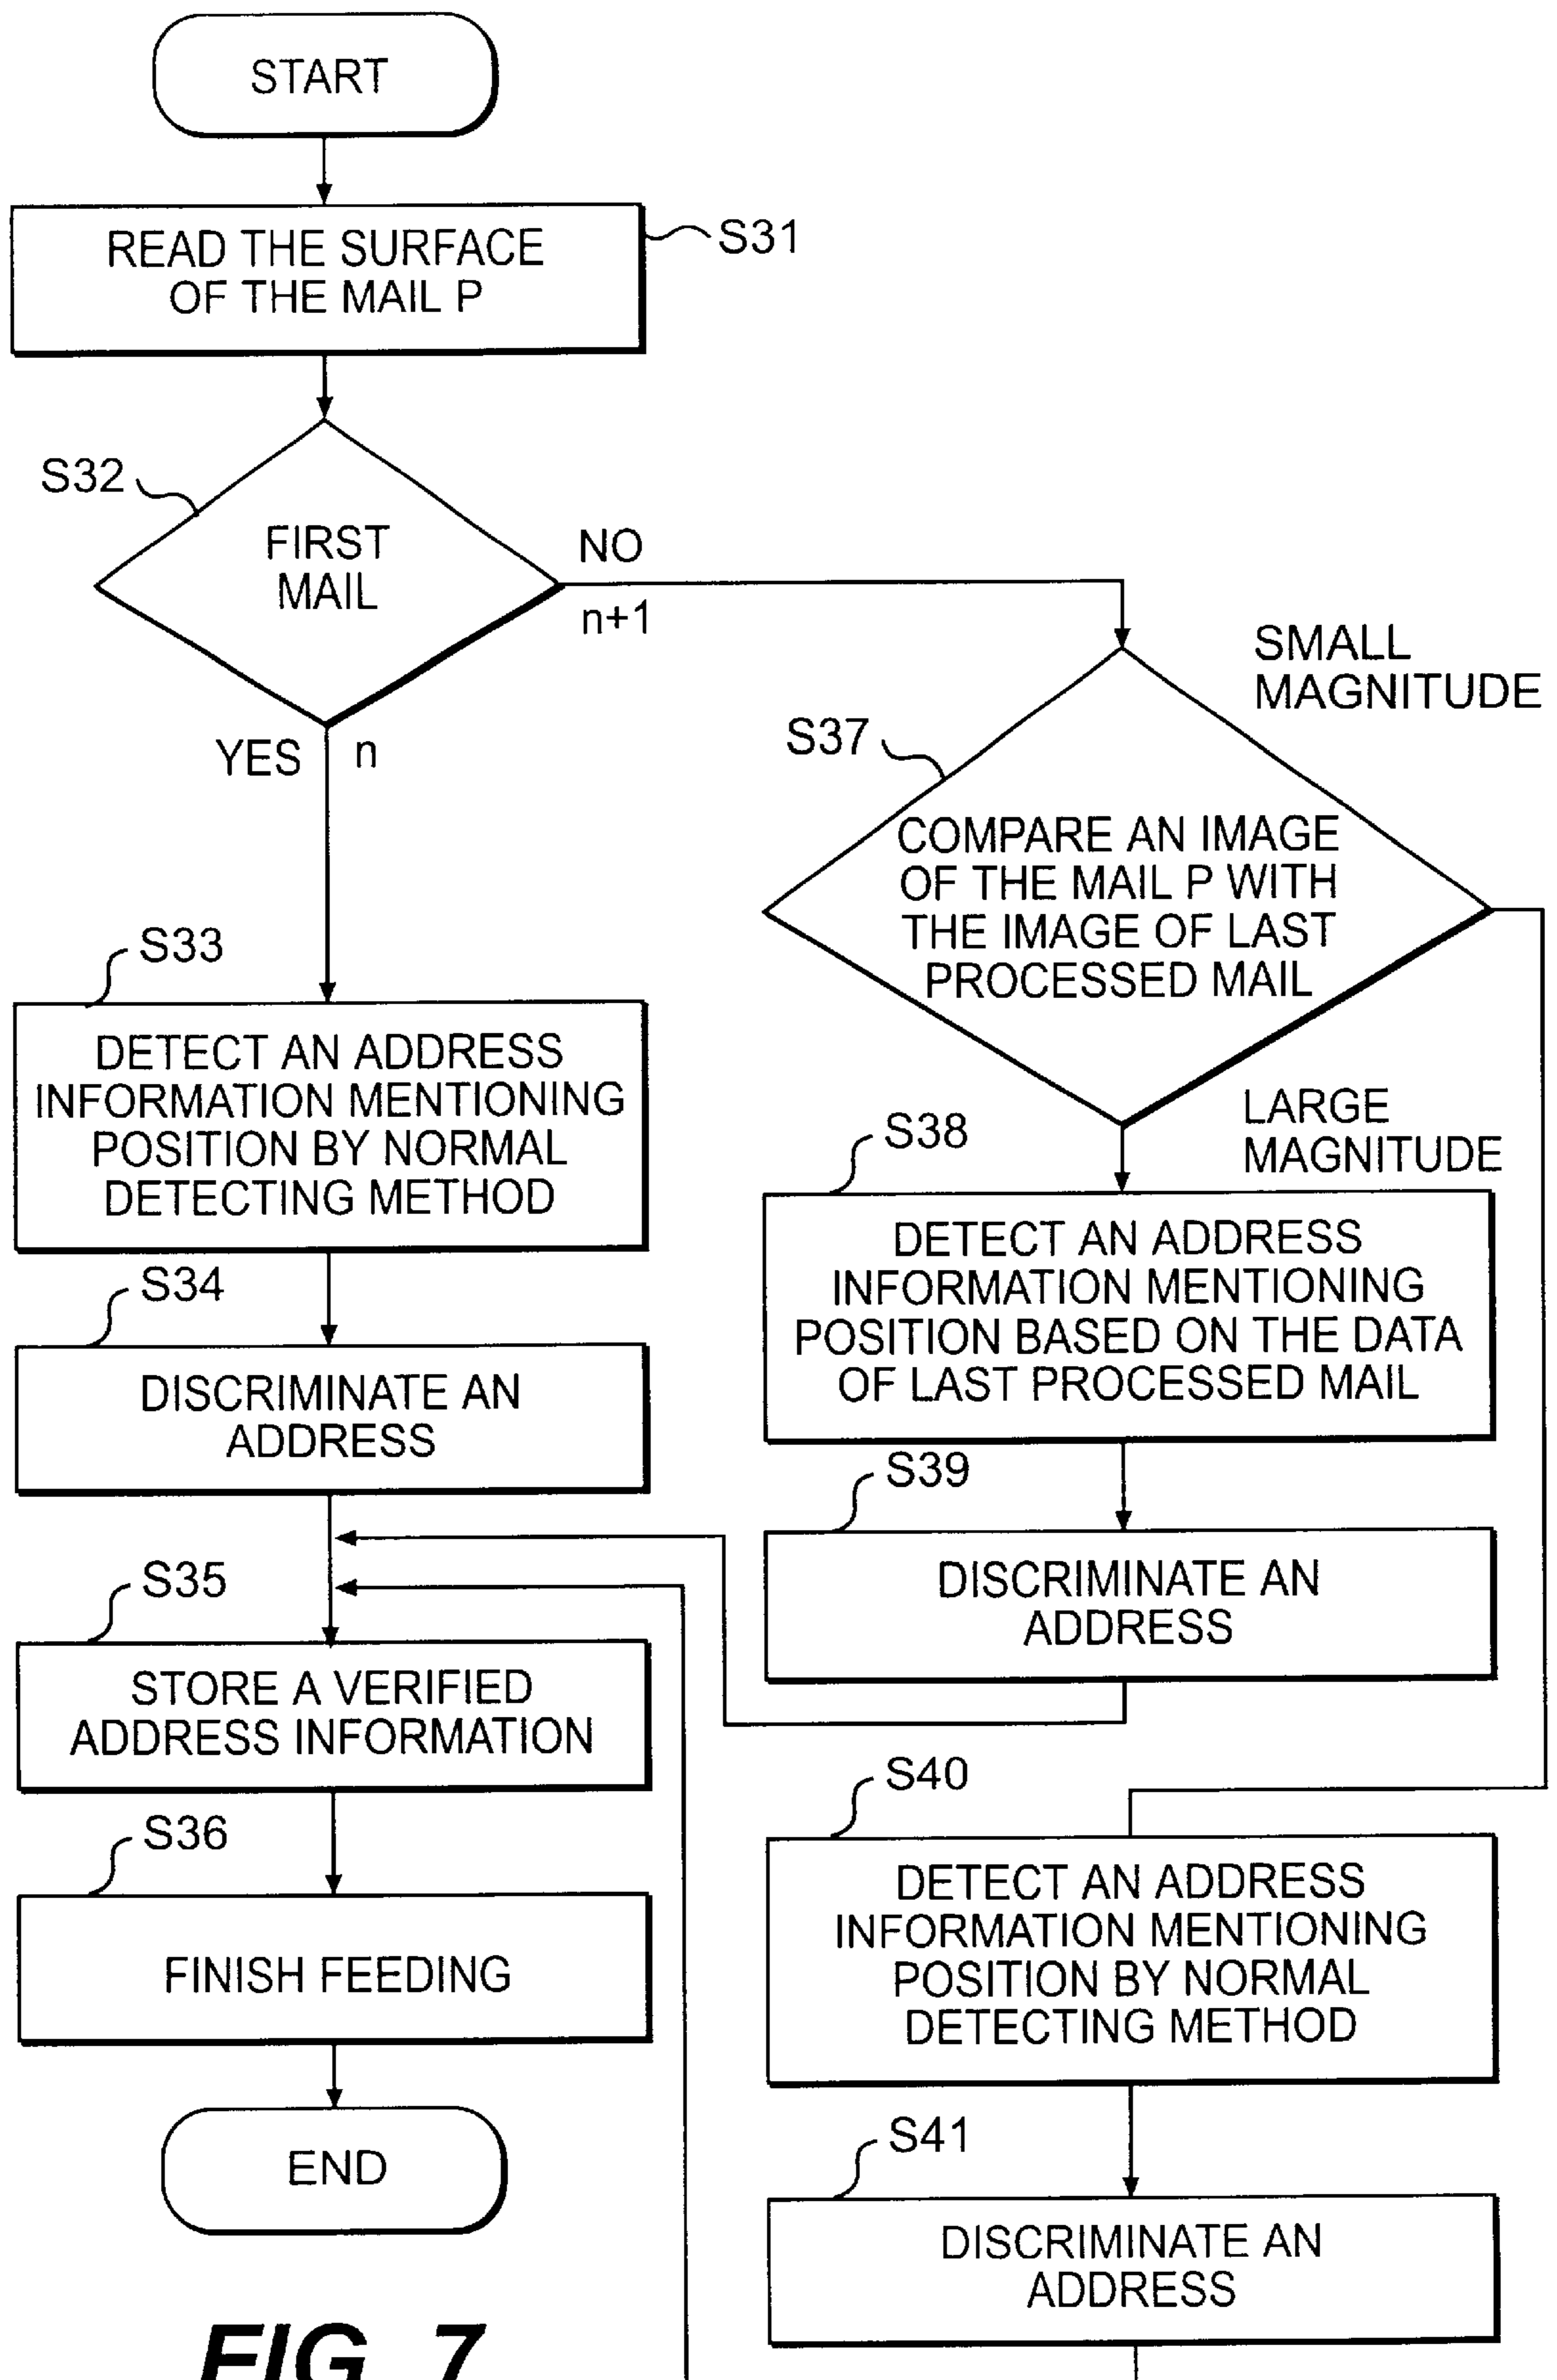 START
READ THE SURFACE
OF THE MAIL P
S31
S32
FIRST
MAIL
NO
n+1
YES
n
S33
DETECT AN ADDRESS
INFORMATION MENTIONING
POSITION BY NORMAL
DETECTING METHOD
S34
DISCRIMINATE AN
ADDRESS
S35
STORE A VERIFIED
ADDRESS INFORMATION
S36
FINISH FEEDING
END
SMALL
MAGNITUDE
S37
COMPARE AN IMAGE
OF THE MAIL P WITH
THE IMAGE OF LAST
PROCESSED MAIL
LARGE
MAGNITUDE
S38
DETECT AN ADDRESS
INFORMATION MENTIONING
POSITION BASED ON THE DATA
OF LAST PROCESSED MAIL
S39
DISCRIMINATE AN
ADDRESS
S40
DETECT AN ADDRESS
INFORMATION MENTIONING
POSITION BY NORMAL
DETECTING METHOD
S41
DISCRIMINATE AN
ADDRESS
FIG. 7